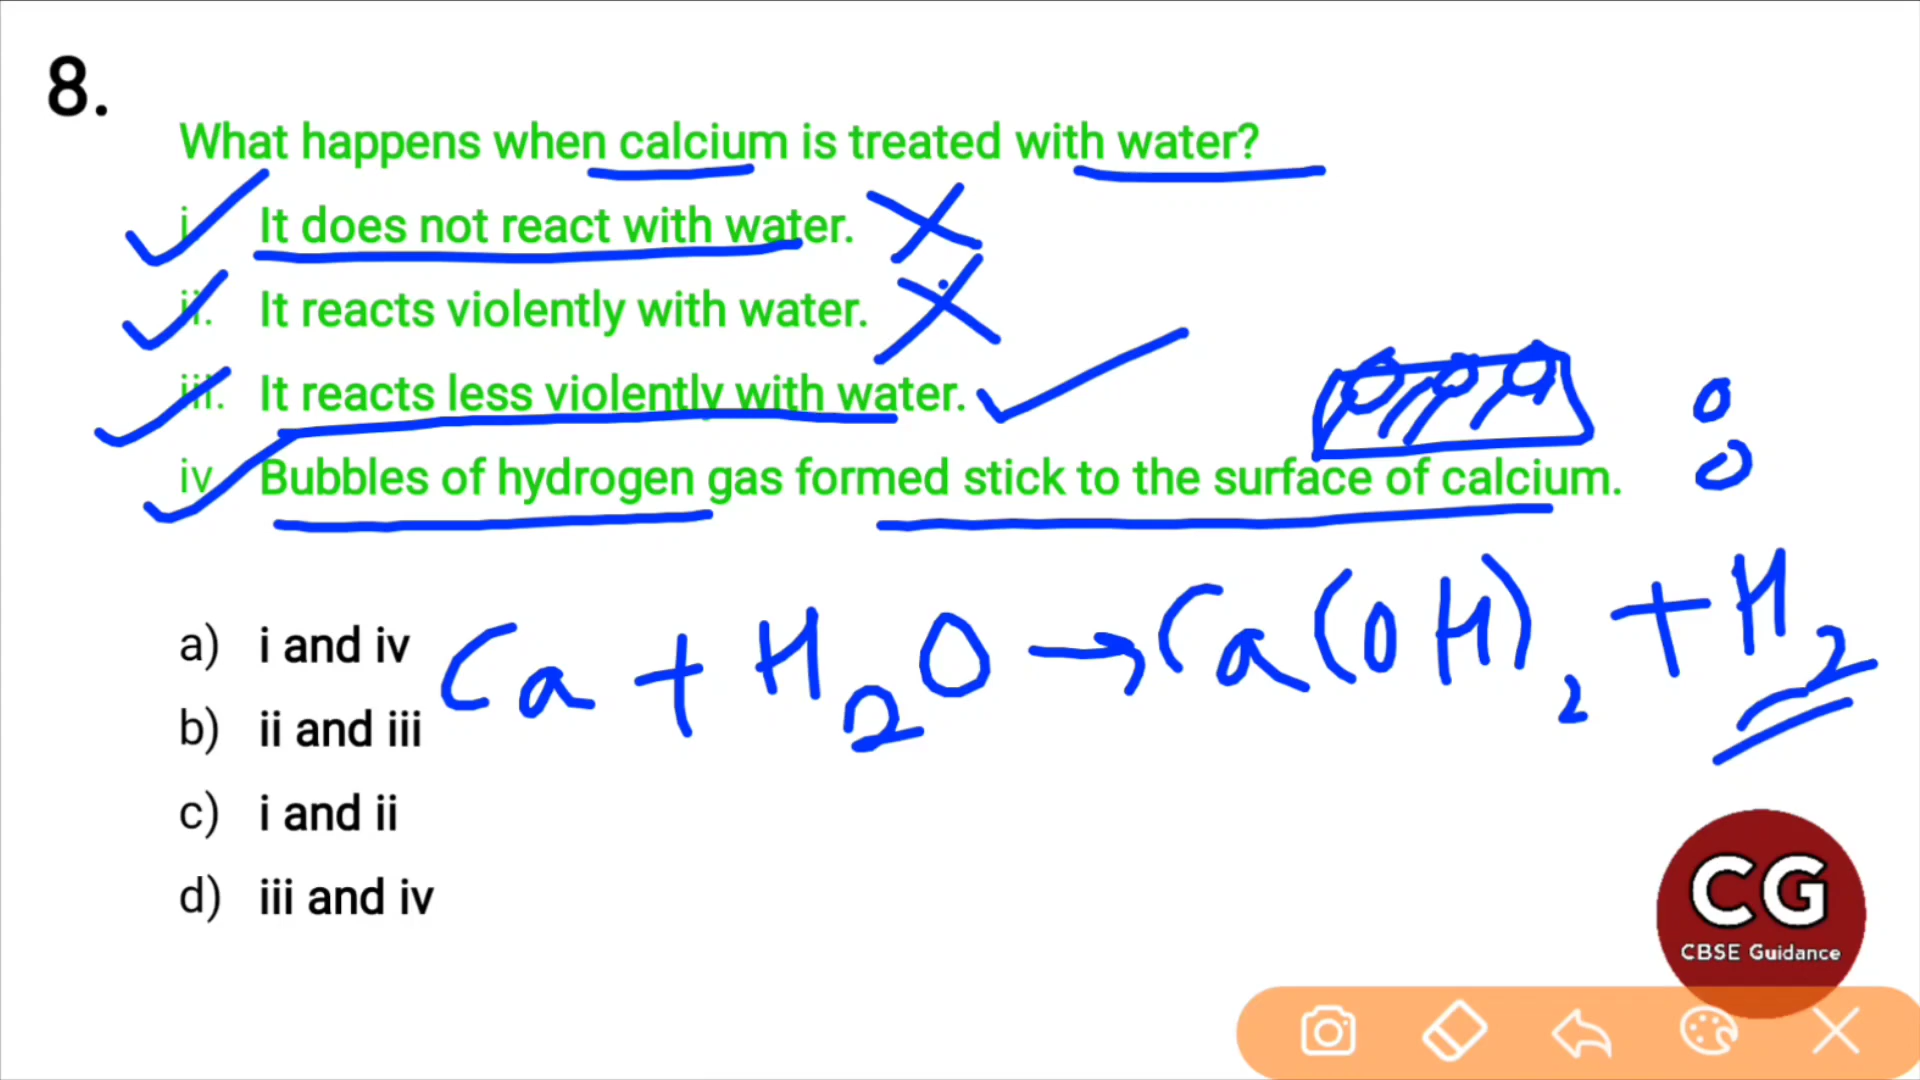 8.
What happens when calcium is treated with water?
i. It does not react with water.
ii. It reacts violently with water.
iii. It reacts less violently with water.
iv Bubbles of hydrogen gas formed stick to the surface of calcium.
a) i and iv
Ca + H2O → Ca(OH)2 + H2
b) ii and iii
c) i and ii
d) iii and iv
CG
CBSE Guidance